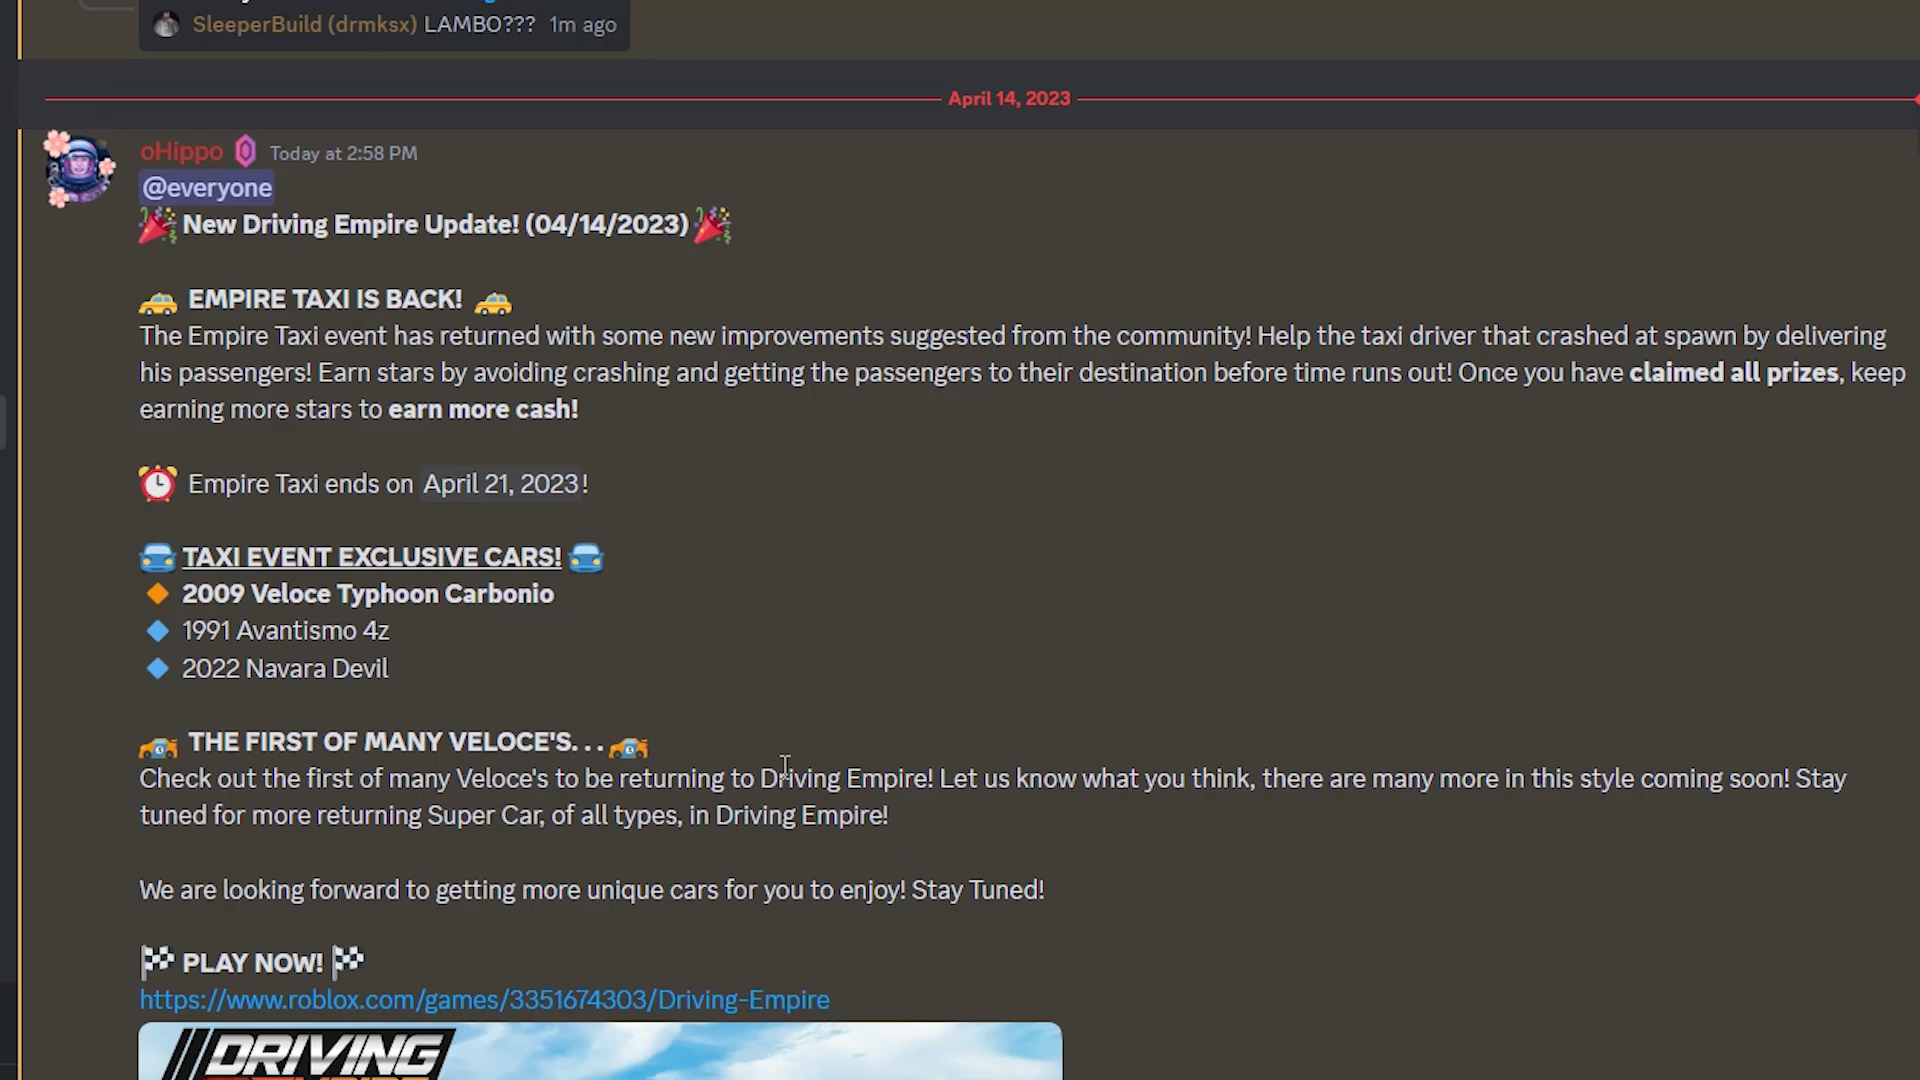 SleeperBuild (drmksx) LAMBO??? 1m ago
April 14, 2023
oHippo Today at 2:58 PM
@everyone
New Driving Empire Update! (04/14/2023)
EMPIRE TAXI IS BACK!
The Empire Taxi event has returned with some new improvements suggested from the community! Help the taxi driver that crashed at spawn by delivering
his passengers! Earn stars by avoiding crashing and getting the passengers to their destination before time runs out! Once you have claimed all prizes, keep
earning more stars to earn more cash!
Empire Taxi ends on April 21, 2023!
TAXI EVENT EXCLUSIVE CARS!
2009 Veloce Typhoon Carbonio
1991 Avantismo 4z
2022 Navara Devil
THE FIRST OF MANY VELOCE'S. . .
Check out the first of many Veloce's to be returning to Driving Empire! Let us know what you think, there are many more in this style coming soon! Stay
tuned for more returning Super Car, of all types, in Driving Empire!
We are looking forward to getting more unique cars for you to enjoy! Stay Tuned!
PLAY NOW!
https://www.roblox.com/games/3351674303/Driving-Empire
DRIVING